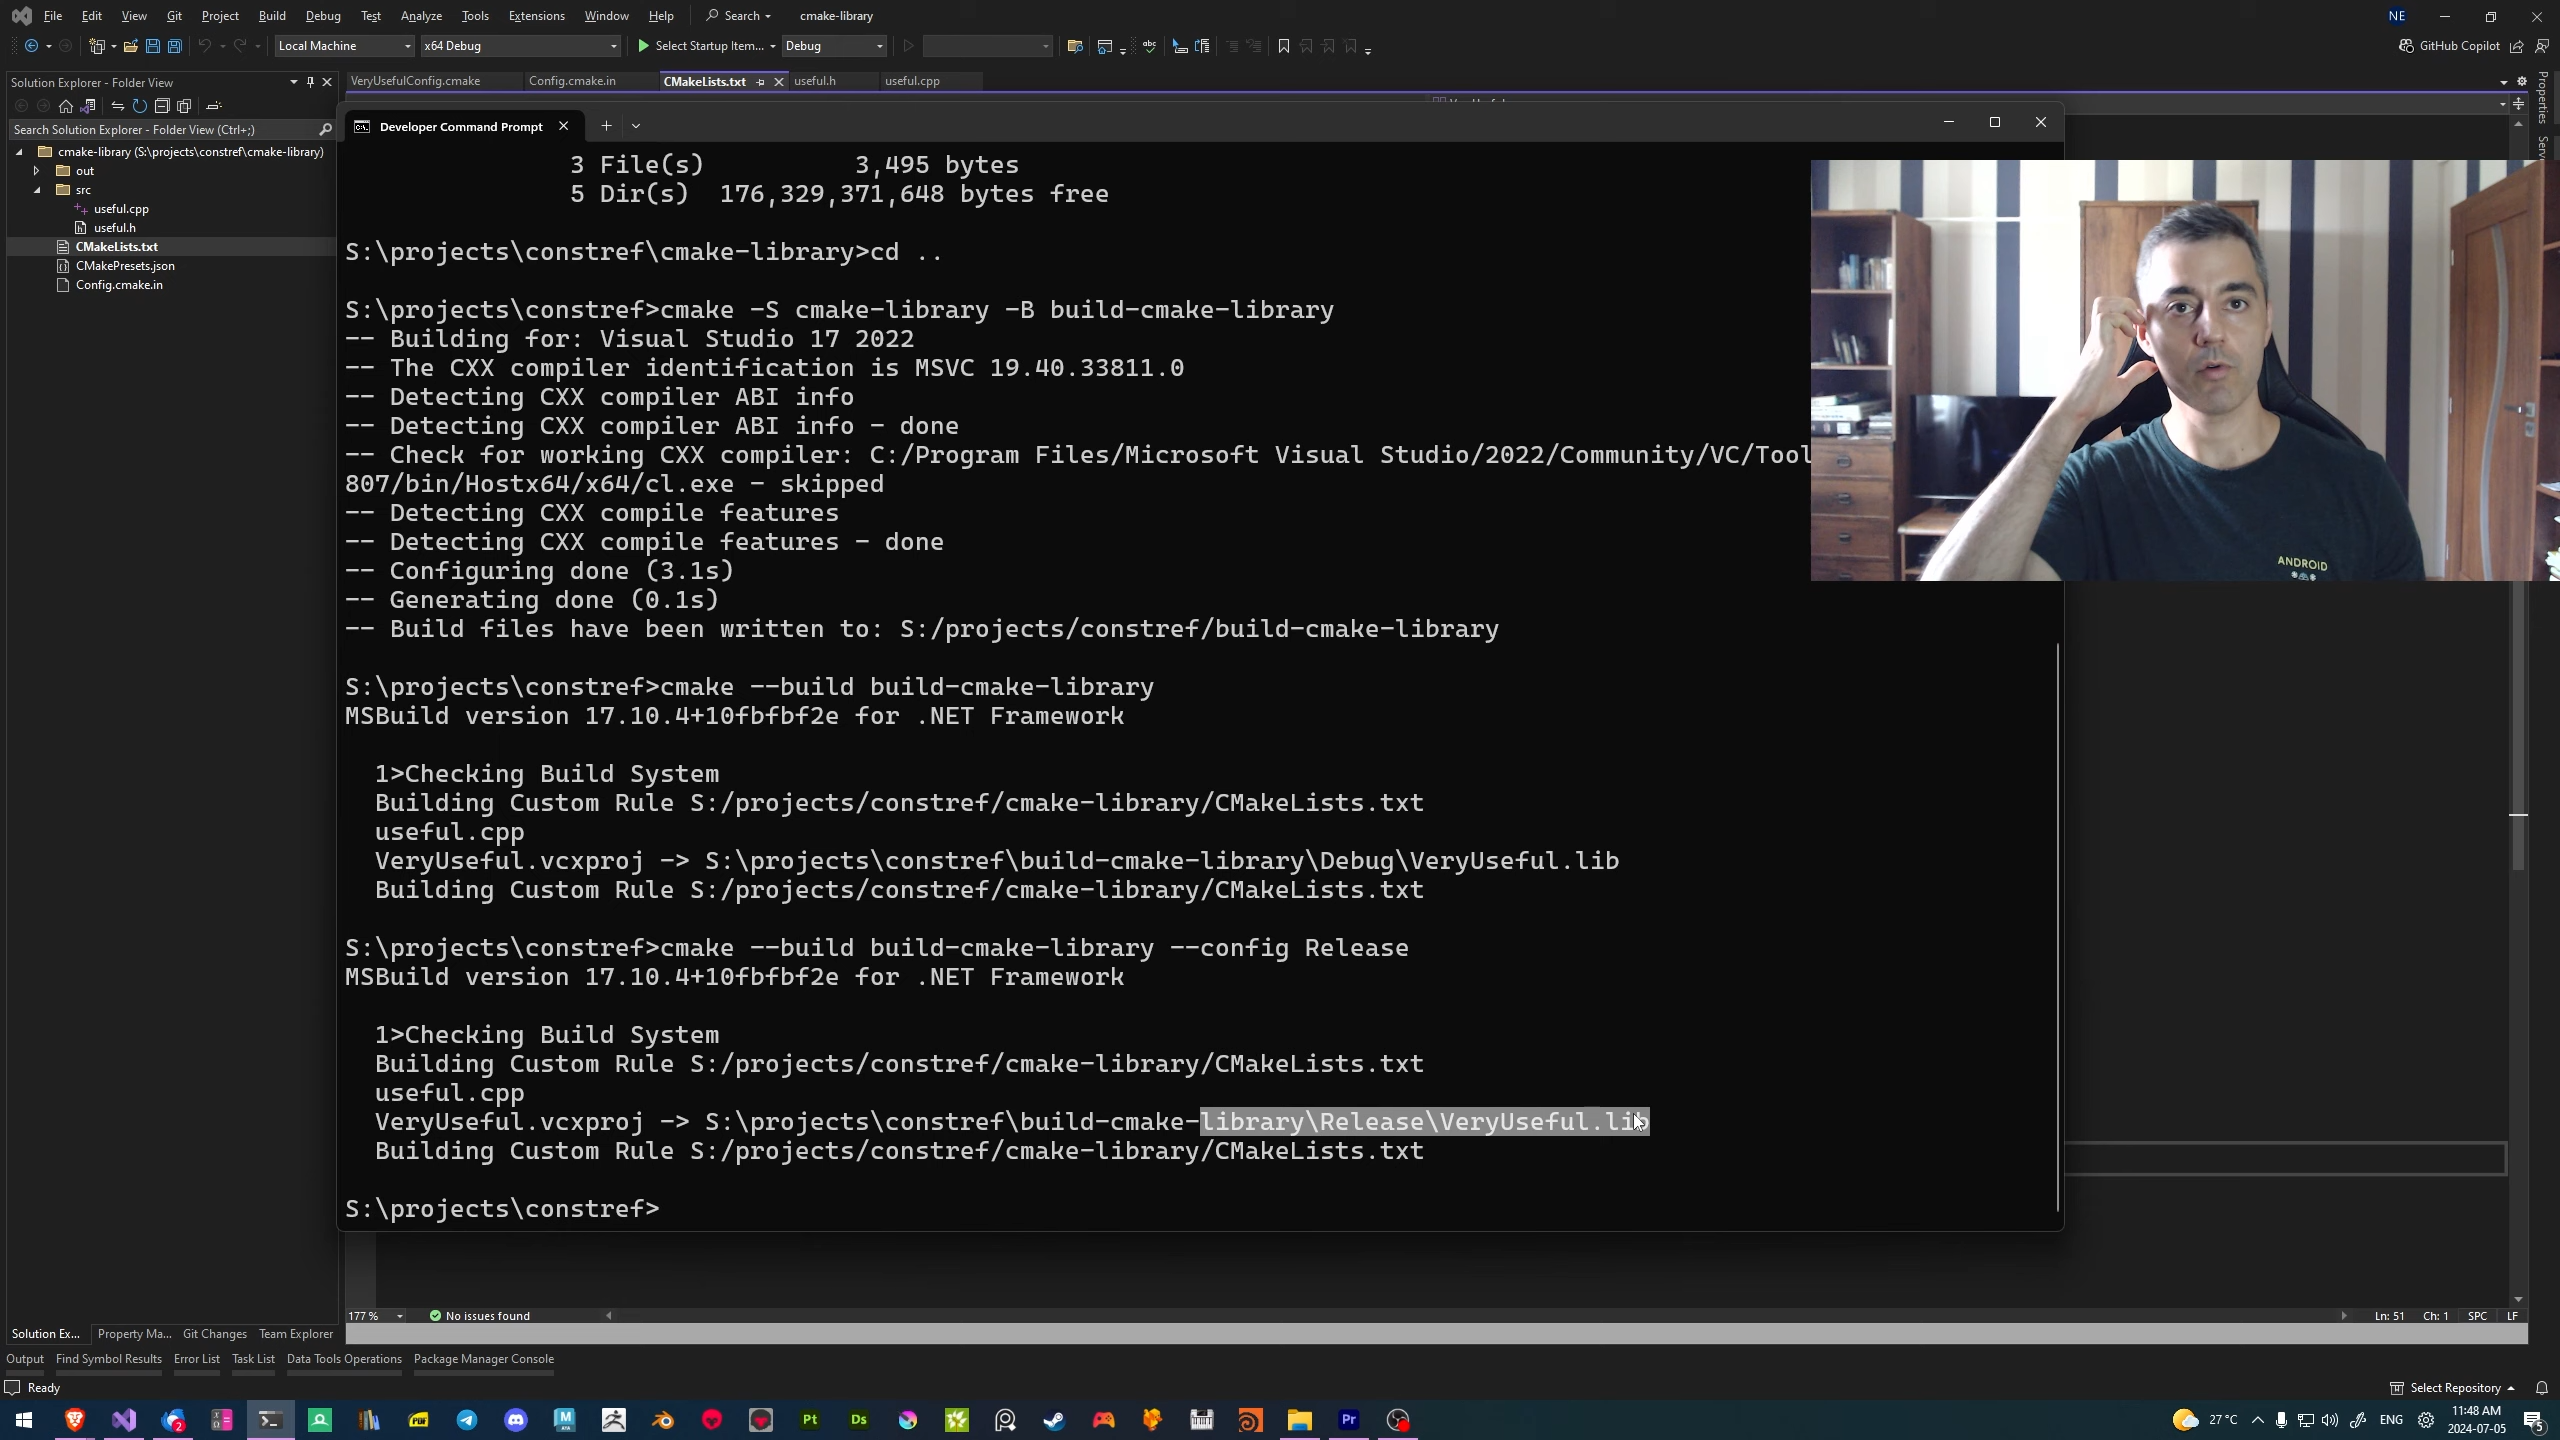 File Edit View Git Project Build Debug Test Analyze Tools Extensions Window Help Search cmake-library NE
Local Machine x64 Debug Select Startup Item... Debug GitHub Copilot
Solution Explorer - Folder View
VeryUsefulConfig.cmake Config.cmake.in CMakeLists.txt useful.h useful.cpp
Search Solution Explorer - Folder View (Ctrl+;)
cmake-library (S:\projects\constref\cmake-library)
out
src
useful.cpp
useful.h
CMakeLists.txt
CMakePresets.json
Config.cmake.in
Properties
Developer Command Prompt
3 File(s) 3,495 bytes
5 Dir(s) 176,329,371,648 bytes free
S:\projects\constref\cmake-library>cd ..
S:\projects\constref>cmake -S cmake-library -B build-cmake-library
-- Building for: Visual Studio 17 2022
-- The CXX compiler identification is MSVC 19.40.33811.0
-- Detecting CXX compiler ABI info
-- Detecting CXX compiler ABI info - done
-- Check for working CXX compiler: C:/Program Files/Microsoft Visual Studio/2022/Community/VC/Tool
807/bin/Hostx64/x64/cl.exe - skipped
-- Detecting CXX compile features
-- Detecting CXX compile features - done
-- Configuring done (3.1s)
-- Generating done (0.1s)
-- Build files have been written to: S:/projects/constref/build-cmake-library
S:\projects\constref>cmake --build build-cmake-library
MSBuild version 17.10.4+10fbfbf2e for .NET Framework
1>Checking Build System
Building Custom Rule S:/projects/constref/cmake-library/CMakeLists.txt
useful.cpp
VeryUseful.vcxproj -> S:\projects\constref\build-cmake-library\Debug\VeryUseful.lib
Building Custom Rule S:/projects/constref/cmake-library/CMakeLists.txt
S:\projects\constref>cmake --build build-cmake-library --config Release
MSBuild version 17.10.4+10fbfbf2e for .NET Framework
1>Checking Build System
Building Custom Rule S:/projects/constref/cmake-library/CMakeLists.txt
useful.cpp
VeryUseful.vcxproj -> S:\projects\constref\build-cmake-library\Release\VeryUseful.lib
Building Custom Rule S:/projects/constref/cmake-library/CMakeLists.txt
S:\projects\constref>
ANDROID
177 % No issues found Ln: 51 Ch: 1 SPC LF
Solution Ex... Property Ma... Git Changes Team Explorer
Output Find Symbol Results Error List Task List Data Tools Operations Package Manager Console
Ready Select Repository
2 PDF Pt Ds Pr 27°C ENG 11:48 AM
2024-07-05 5